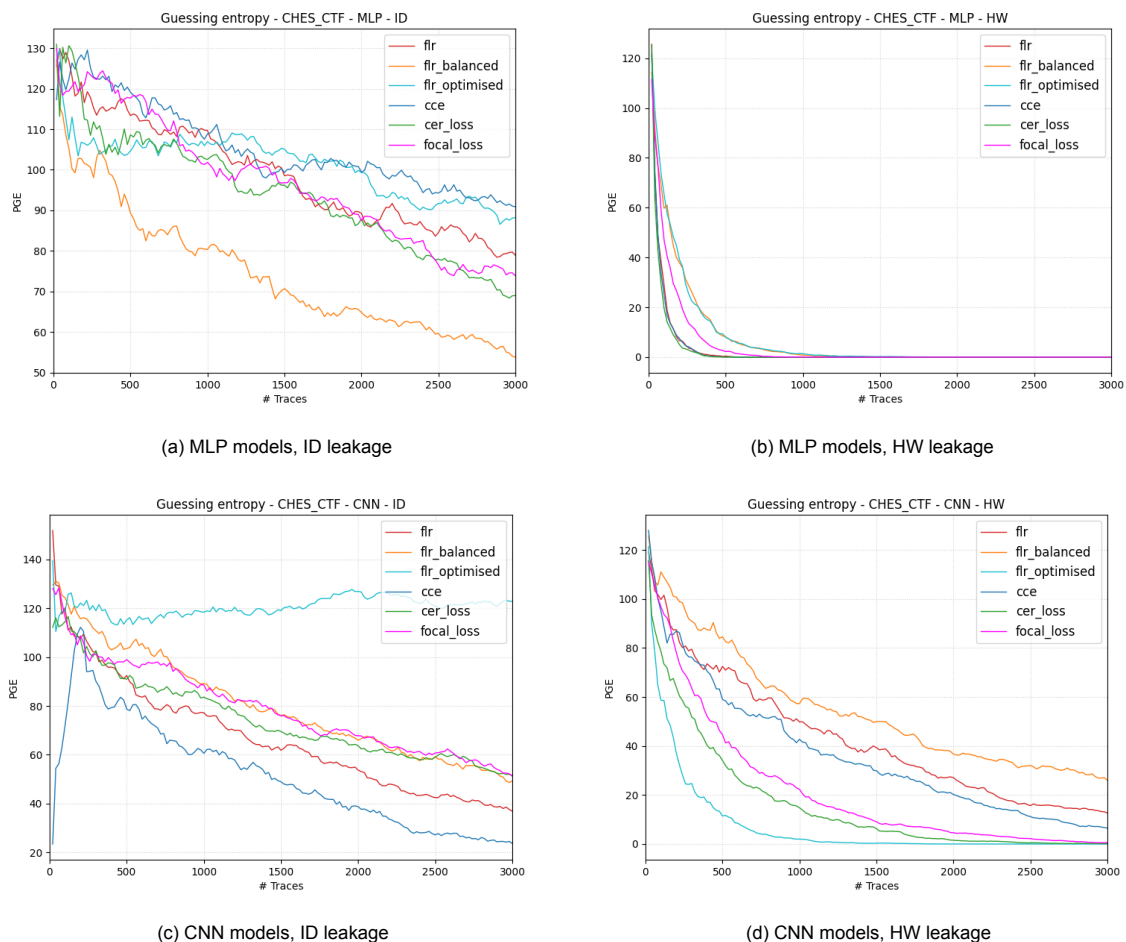 Guessing entropy - CHES_CTF - MLP - ID
PGE
130
120
110
100
90
80
70
60
50
0 500 1000 1500 2000 2500 3000
# Traces
flr
flr_balanced
flr_optimised
cce
cer_loss
focal_loss
(a) MLP models, ID leakage
Guessing entropy - CHES_CTF - MLP - HW
PGE
120
100
80
60
40
20
0
0 500 1000 1500 2000 2500 3000
# Traces
flr
flr_balanced
flr_optimised
cce
cer_loss
focal_loss
(b) MLP models, HW leakage
Guessing entropy - CHES_CTF - CNN - ID
PGE
140
120
100
80
60
40
20
0 500 1000 1500 2000 2500 3000
# Traces
flr
flr_balanced
flr_optimised
cce
cer_loss
focal_loss
(c) CNN models, ID leakage
Guessing entropy - CHES_CTF - CNN - HW
PGE
120
100
80
60
40
20
0
0 500 1000 1500 2000 2500 3000
# Traces
flr
flr_balanced
flr_optimised
cce
cer_loss
focal_loss
(d) CNN models, HW leakage